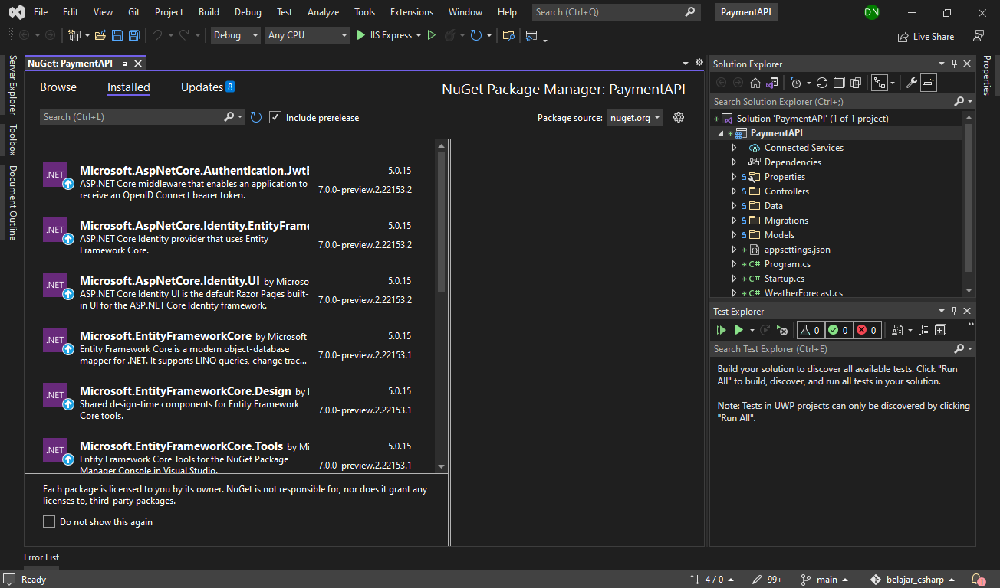 File Edit View Git Project Build Debug Test Analyze Tools Extensions Window Help Search (Ctrl+Q) PaymentAPI DN
Debug Any CPU IIS Express Live Share
Server Explorer
Toolbox
Document Outline
NuGet: PaymentAPI
Browse Installed Updates 8
NuGet Package Manager: PaymentAPI
Search (Ctrl+L) Include prerelease Package source: nuget.org
.NET Microsoft.AspNetCore.Authentication.JwtB 5.0.15
ASP.NET Core middleware that enables an application to
receive an OpenID Connect bearer token.
7.0.0-preview.2.22153.2
.NET Microsoft.AspNetCore.Identity.EntityFrame 5.0.15
ASP.NET Core Identity provider that uses Entity
Framework Core.
7.0.0-preview.2.22153.2
.NET Microsoft.AspNetCore.Identity.UI by Microso 5.0.15
ASP.NET Core Identity UI is the default Razor Pages built-
in UI for the ASP.NET Core Identity framework.
7.0.0-preview.2.22153.2
.NET Microsoft.EntityFrameworkCore by Microsoft 5.0.15
Entity Framework Core is a modern object-database
mapper for .NET. It supports LINQ queries, change trac...
7.0.0-preview.2.22153.1
.NET Microsoft.EntityFrameworkCore.Design by 5.0.15
Shared design-time components for Entity Framework
Core tools.
7.0.0-preview.2.22153.1
.NET Microsoft.EntityFrameworkCore.Tools by Mi 5.0.15
Entity Framework Core Tools for the NuGet Package
Manager Console in Visual Studio.
7.0.0-preview.2.22153.1
Each package is licensed to you by its owner. NuGet is not responsible for, nor does it grant any
licenses to, third-party packages.
Do not show this again
Solution Explorer
Search Solution Explorer (Ctrl+;)
Solution 'PaymentAPI' (1 of 1 project)
PaymentAPI
Connected Services
Dependencies
Properties
Controllers
Data
Migrations
Models
appsettings.json
C# Program.cs
C# Startup.cs
C# WeatherForecast.cs
Test Explorer
0 0 0
Search Test Explorer (Ctrl+E)
Build your solution to discover all available tests. Click "Run
All" to build, discover, and run all tests in your solution.
Note: Tests in UWP projects can only be discovered by clicking
"Run All".
Properties
Error List
Ready 4 / 0 99+ main belajar_csharp 1